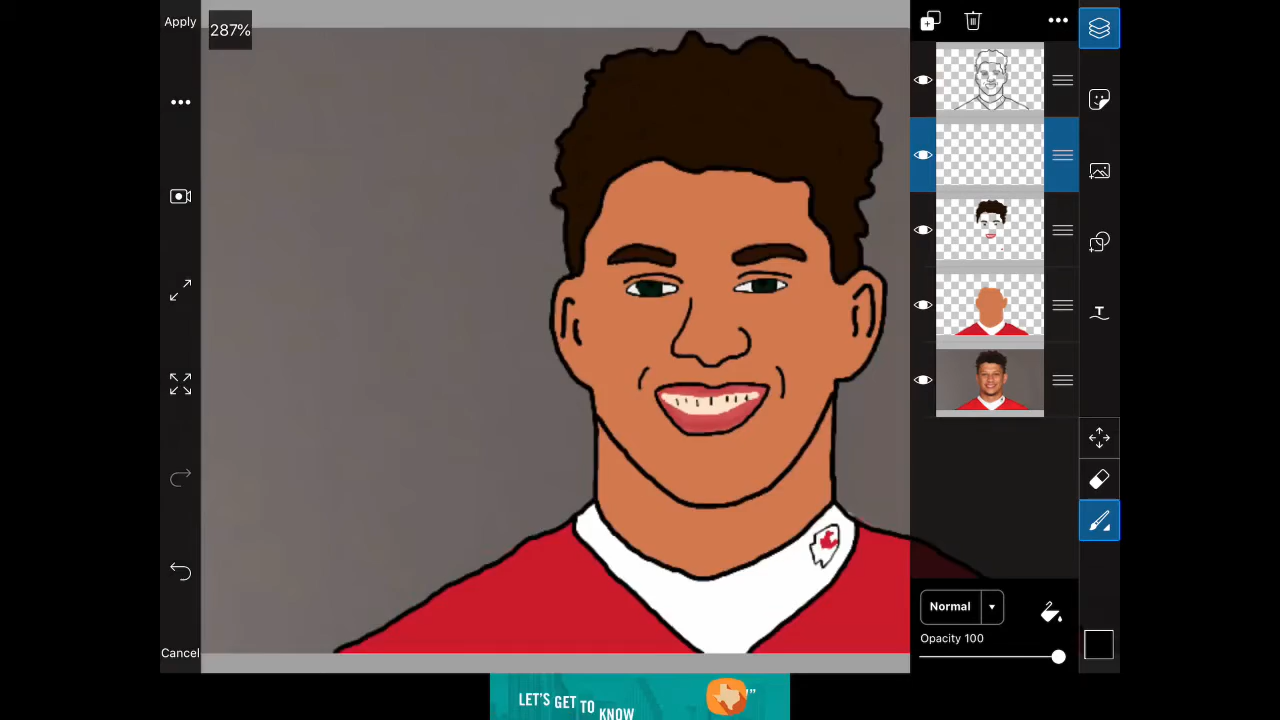 Apply
287%
Normal
Opacity 100
Cancel
LET'S GET TO
KNOW